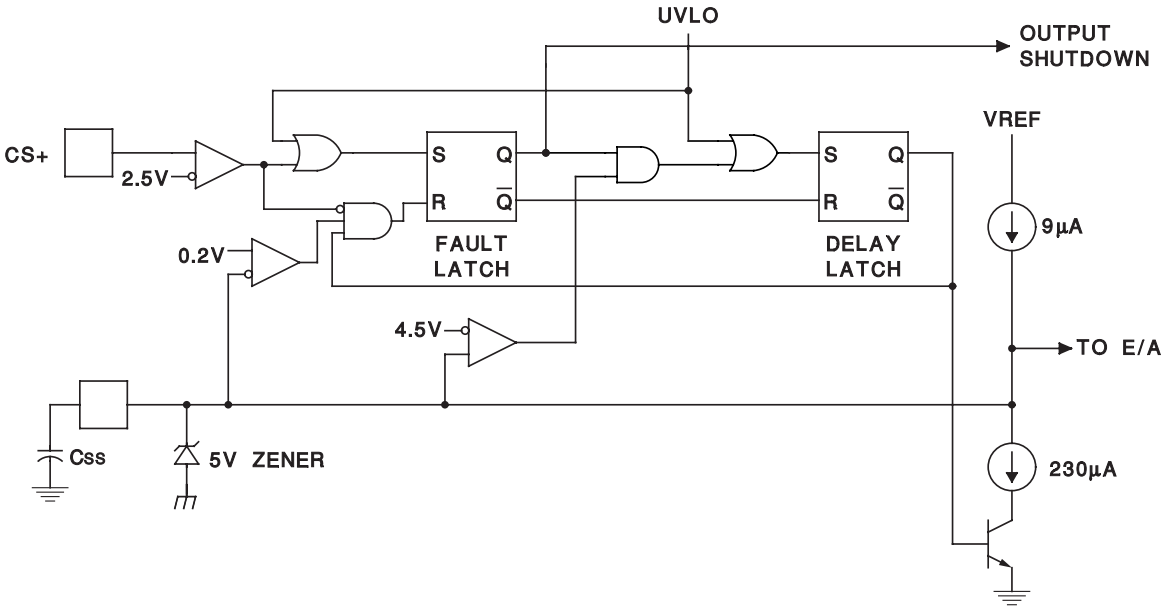 UVLO
OUTPUT
SHUTDOWN
VREF
CS+
2.5V
S
Q
R
Q̅
FAULT
LATCH
S
Q
R
Q̅
DELAY
LATCH
9µA
0.2V
4.5V
TO E/A
Css
5V ZENER
230µA